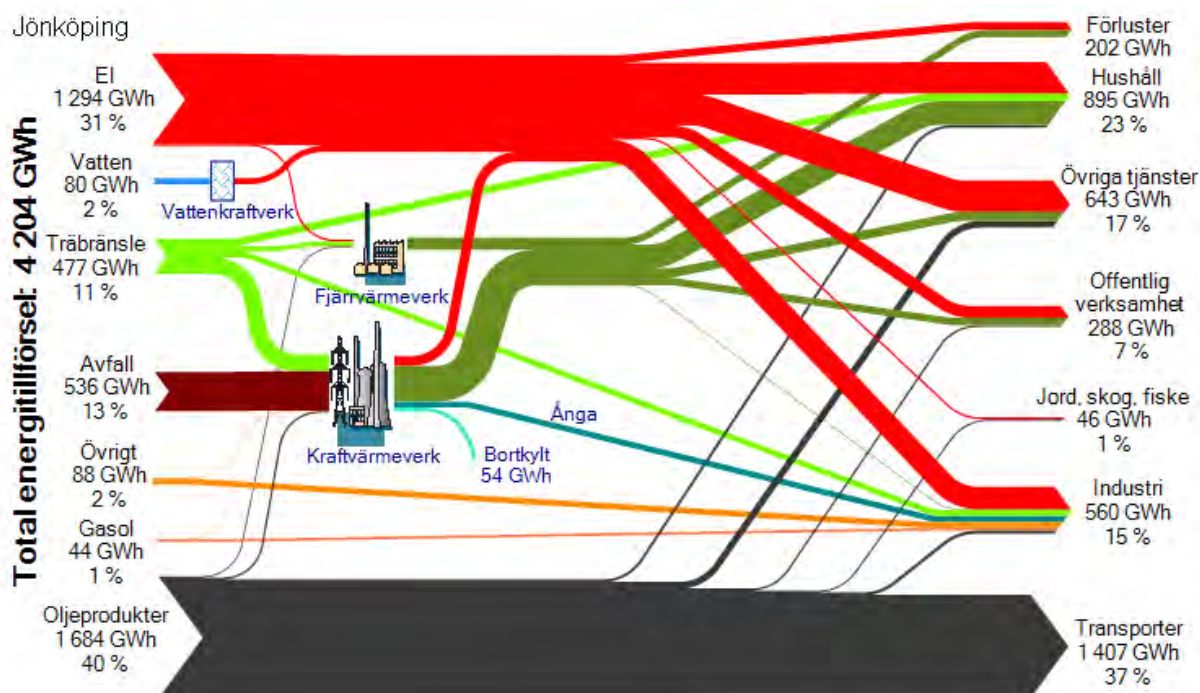 Jönköping
Total energitillförsel: 4 204 GWh
El
1 294 GWh
31 %
Vatten
80 GWh
2 %
Vattenkraftverk
Träbränsle
477 GWh
11 %
Fjärrvärmeverk
Avfall
536 GWh
13 %
Kraftvärmeverk
Ånga
Bortkylt
54 GWh
Övrigt
88 GWh
2 %
Gasol
44 GWh
1 %
Oljeprodukter
1 684 GWh
40 %
Förluster
202 GWh
Hushåll
895 GWh
23 %
Övriga tjänster
643 GWh
17 %
Offentlig
verksamhet
288 GWh
7 %
Jord. skog. fiske
46 GWh
1 %
Industri
560 GWh
15 %
Transporter
1 407 GWh
37 %